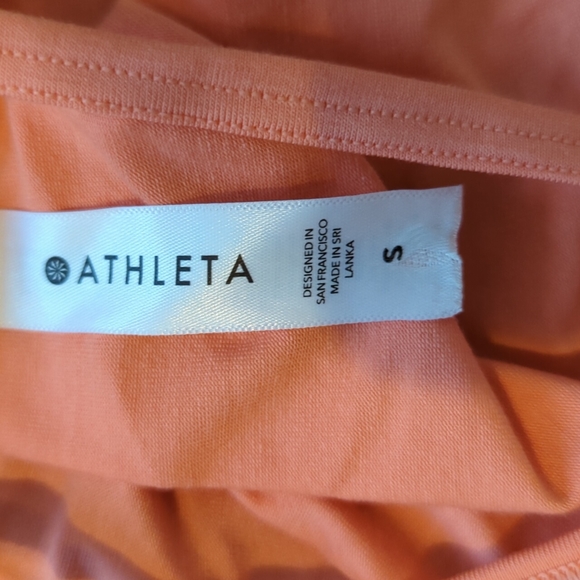 ATHLETA
DESIGNED IN
SAN FRANCISCO
MADE IN SRI
LANKA
S